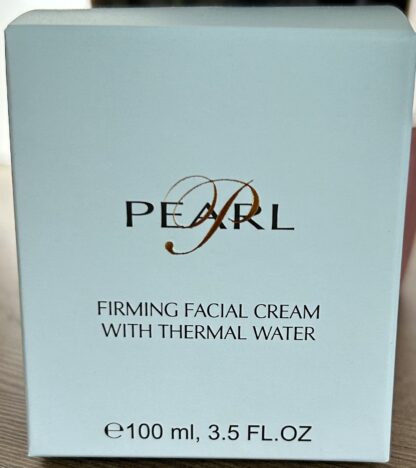 PEARL
P
FIRMING FACIAL CREAM
WITH THERMAL WATER
℮100 ml, 3.5 FL.OZ